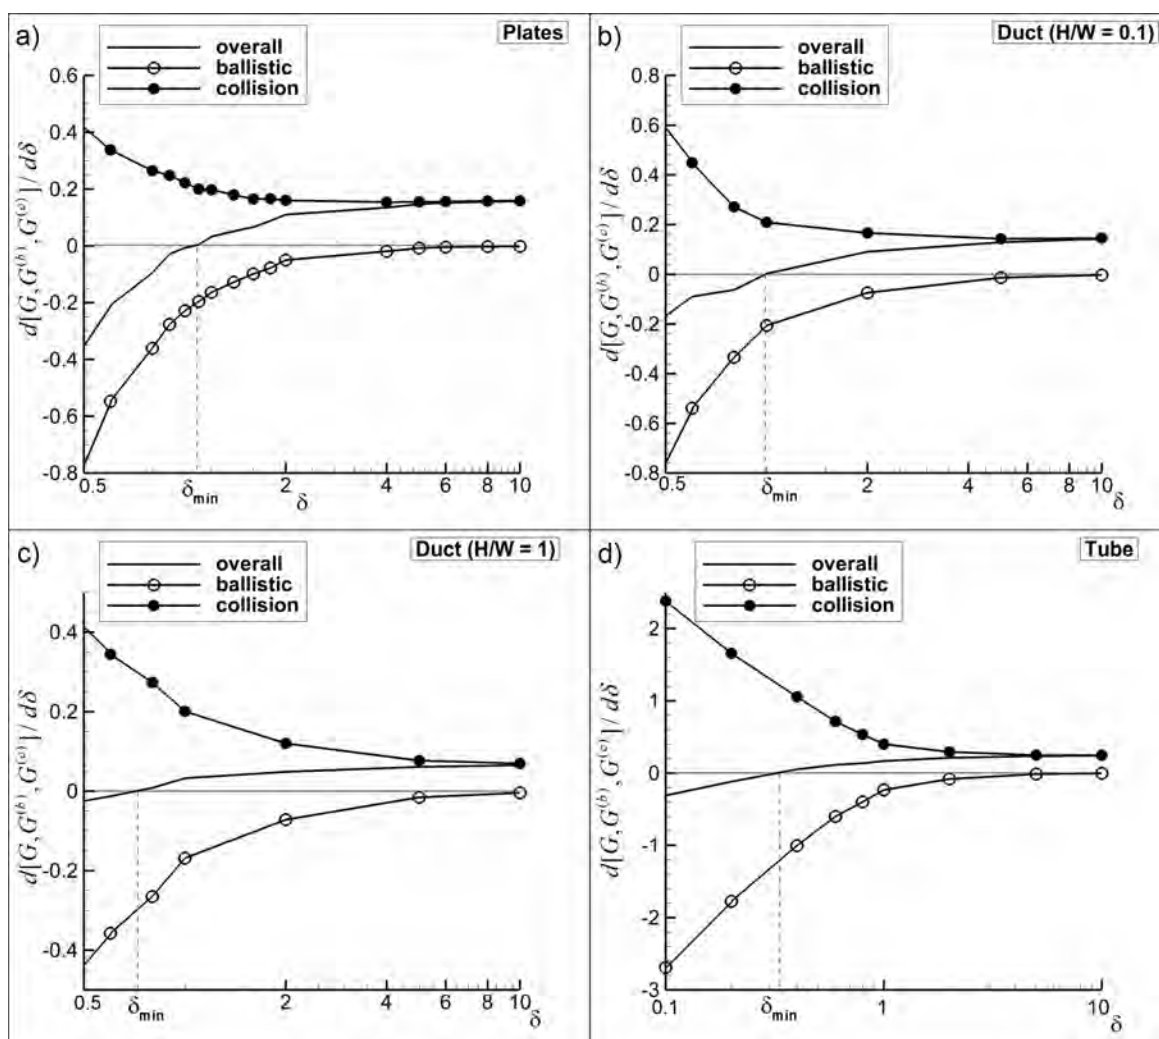 a)
Plates
overall
ballistic
collision
0.6
0.4
0.2
0
-0.2
-0.4
-0.6
-0.8
d[G,G^(b),G^(c)]/dδ
0.5 δmin 2 δ 4 6 8 10
b)
Duct (H/W = 0.1)
overall
ballistic
collision
0.8
0.6
0.4
0.2
0
-0.2
-0.4
-0.6
-0.8
d[G,G^(b),G^(c)]/dδ
0.5 δmin 2 δ 4 6 8 10
c)
Duct (H/W = 1)
overall
ballistic
collision
0.4
0.2
0
-0.2
-0.4
d[G,G^(b),G^(c)]/dδ
0.5 δmin 2 4 6 8 10 δ
d)
Tube
overall
ballistic
collision
2
1
0
-1
-2
-3
d[G,G^(b),G^(c)]/dδ
0.1 δmin 1 10 δ